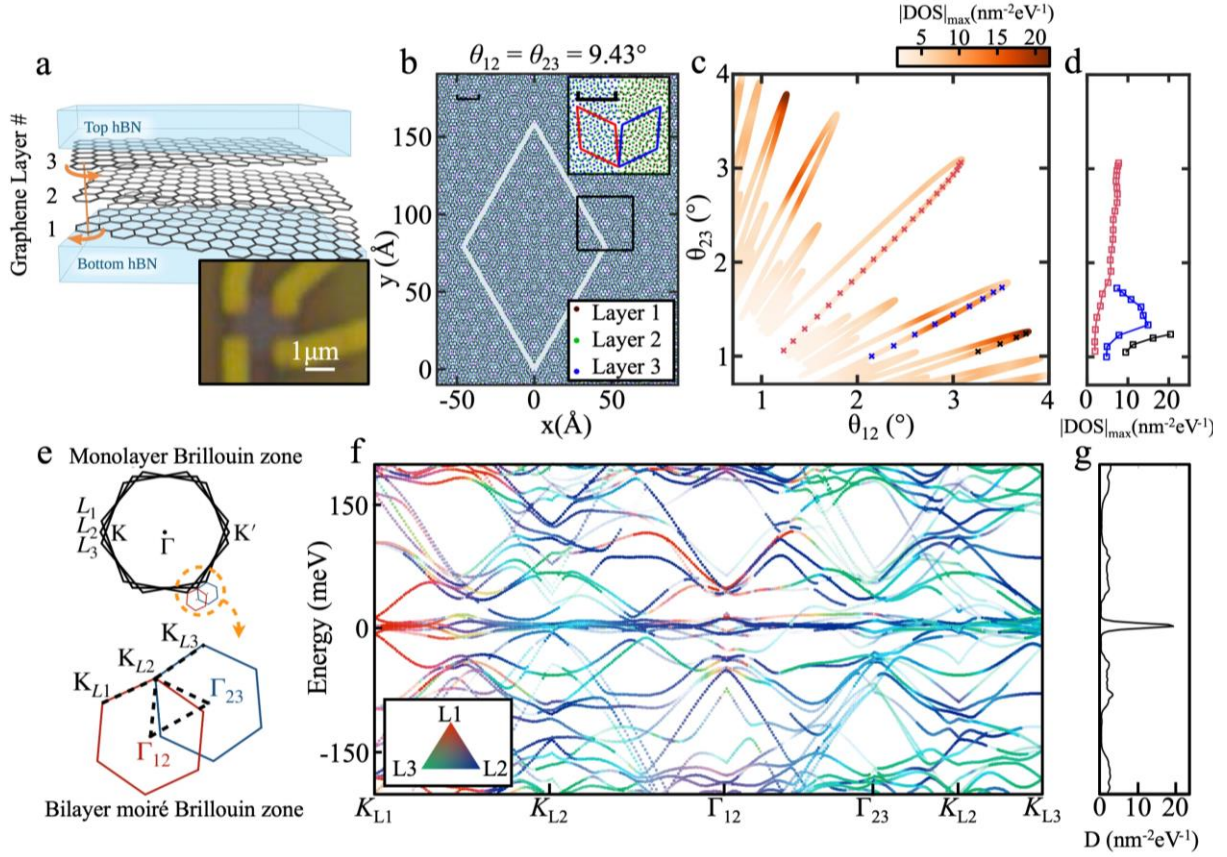 a
Graphene Layer #
Top hBN
3
2
1
Bottom hBN
1μm
b
θ12 = θ23 = 9.43°
y (Å)
150
100
50
0
-50
0
50
x(Å)
Layer 1
Layer 2
Layer 3
|DOS|max(nm-2eV-1)
5
10
15
20
c
θ23 (°)
4
3
2
1
1
2
3
4
θ12 (°)
d
0
10
20
|DOS|max(nm-2eV-1)
e
Monolayer Brillouin zone
L1
L2
L3
K
Γ
K′
KL3
KL2
KL1
Γ23
Γ12
Bilayer moiré Brillouin zone
f
Energy (meV)
150
0
-150
L1
L3
L2
KL1
KL2
Γ12
Γ23
KL2
KL3
g
0
10
20
D (nm-2eV-1)